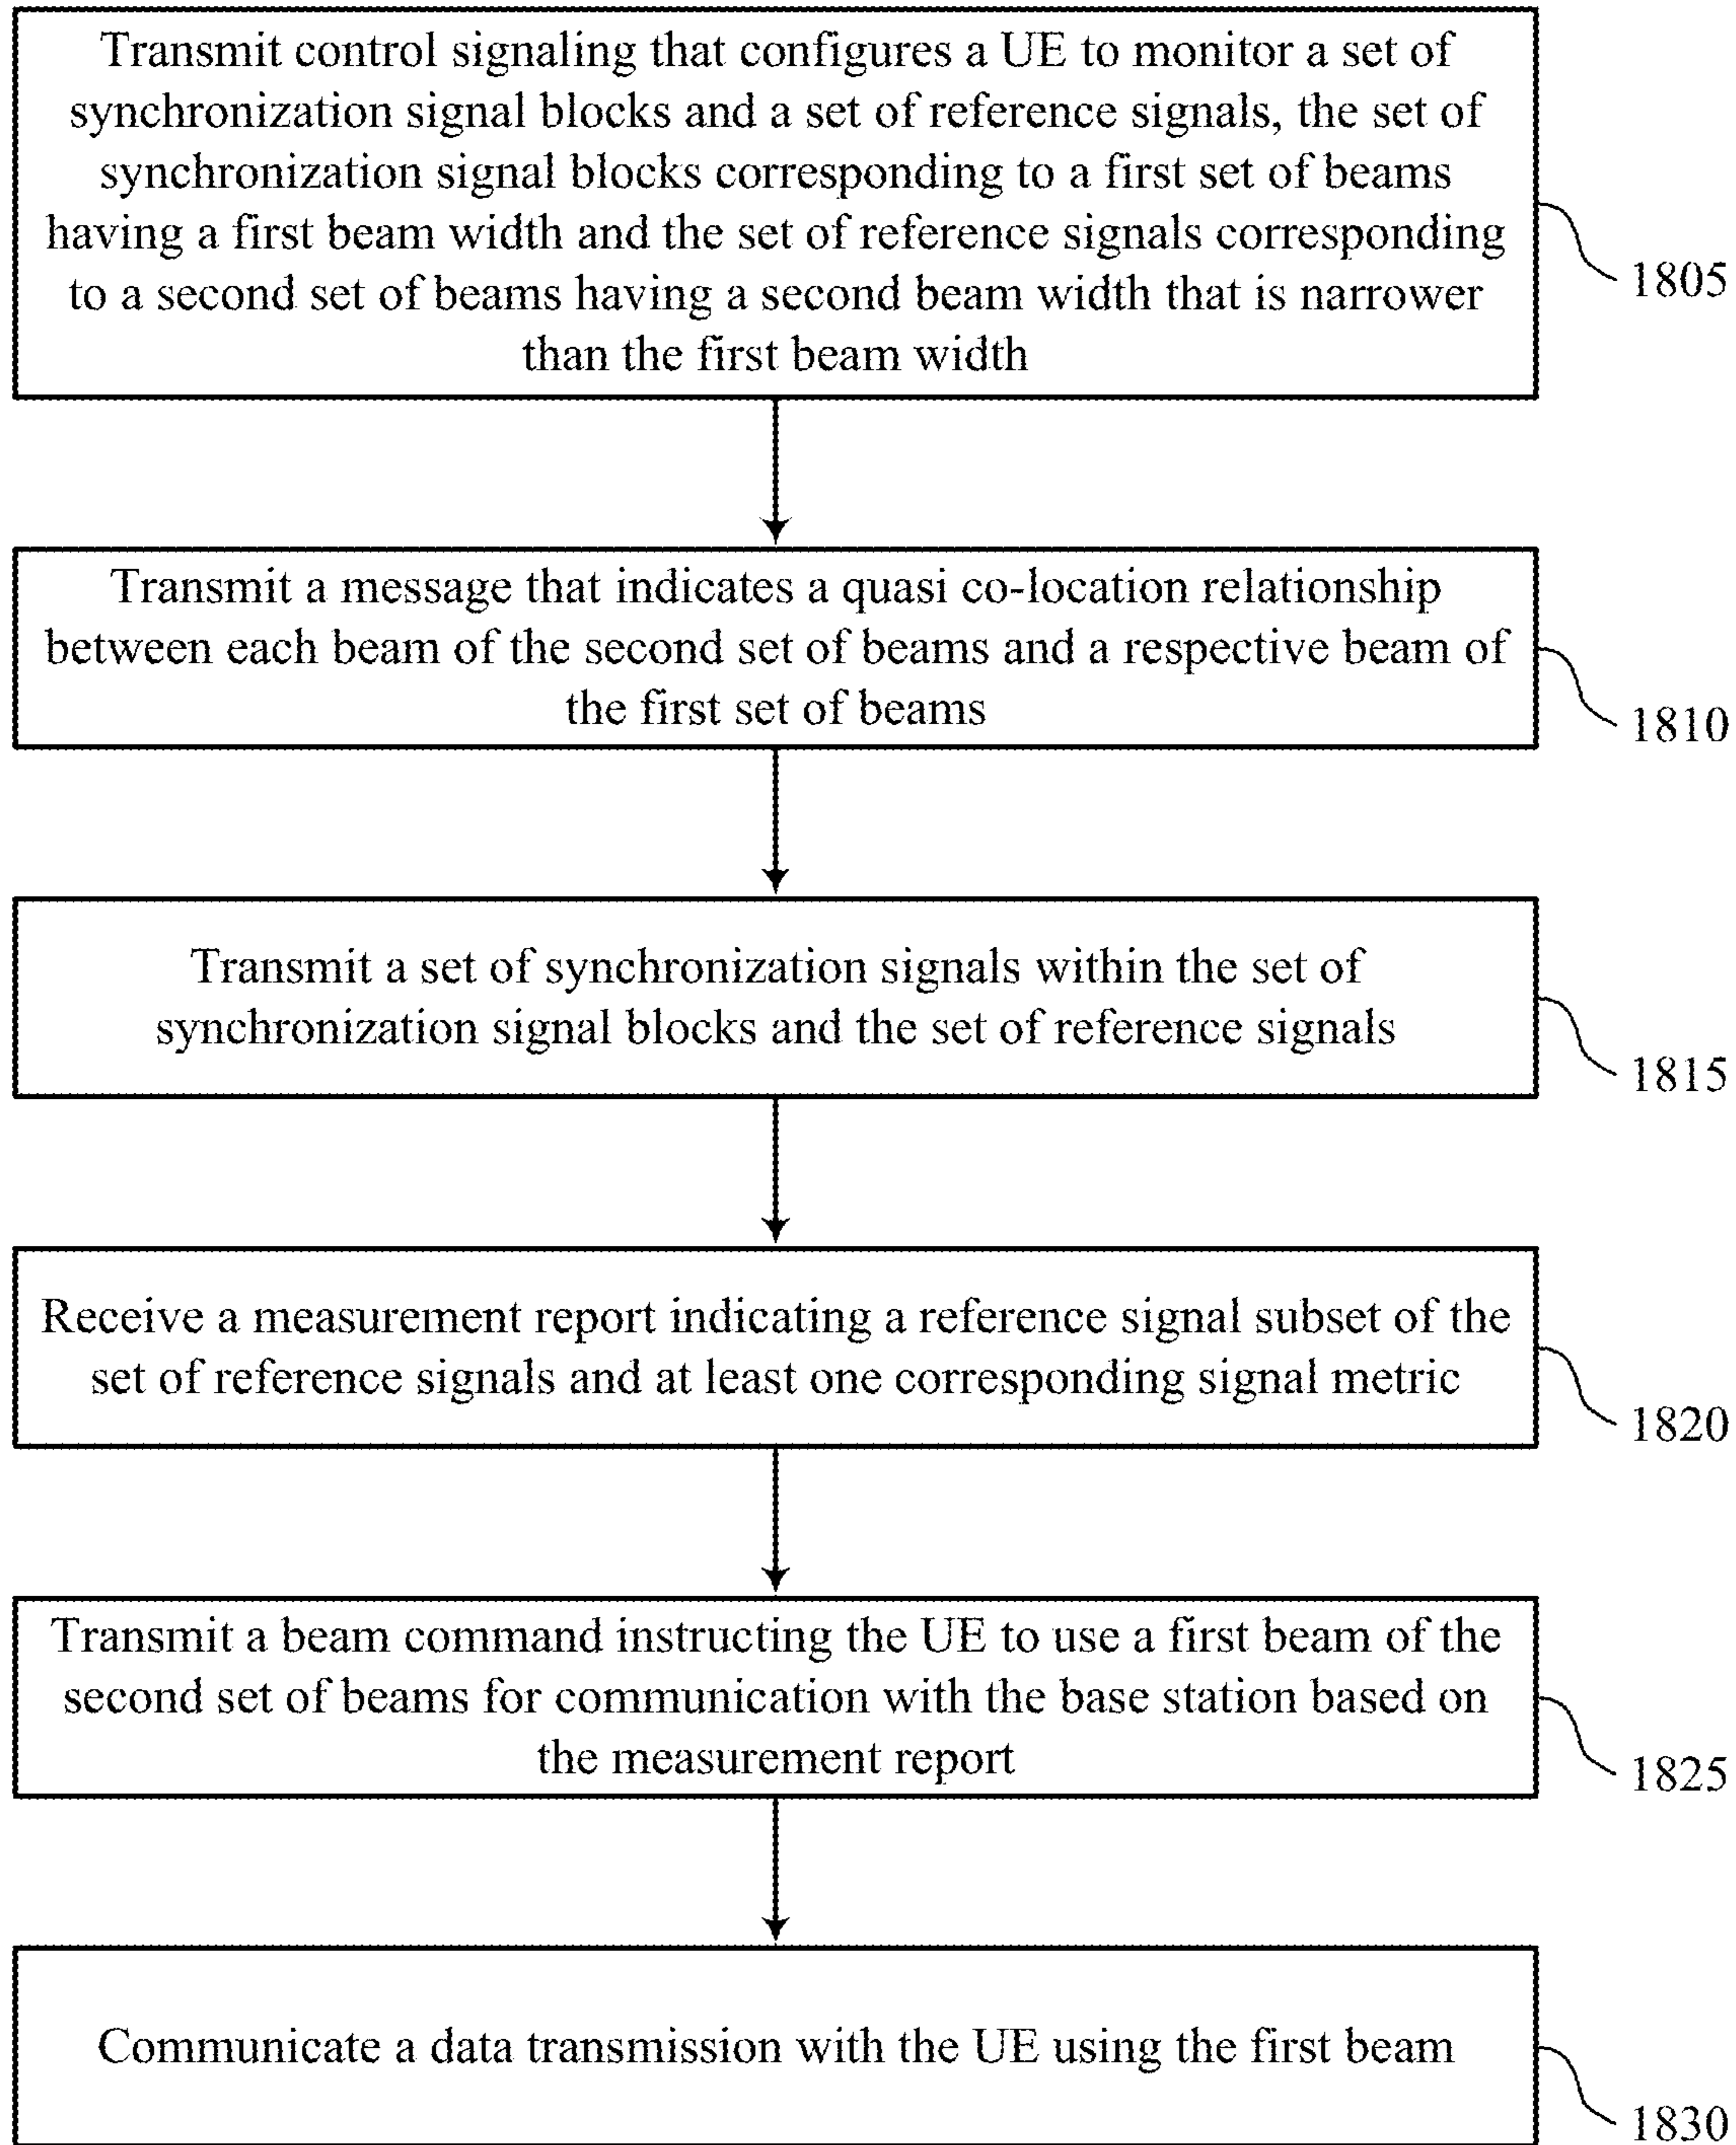 Transmit control signaling that configures a UE to monitor a set of
synchronization signal blocks and a set of reference signals, the set of
synchronization signal blocks corresponding to a first set of beams
having a first beam width and the set of reference signals corresponding
to a second set of beams having a second beam width that is narrower
than the first beam width
1805
Transmit a message that indicates a quasi co-location relationship
between each beam of the second set of beams and a respective beam of
the first set of beams
1810
Transmit a set of synchronization signals within the set of
synchronization signal blocks and the set of reference signals
1815
Receive a measurement report indicating a reference signal subset of the
set of reference signals and at least one corresponding signal metric
1820
Transmit a beam command instructing the UE to use a first beam of the
second set of beams for communication with the base station based on
the measurement report
1825
Communicate a data transmission with the UE using the first beam
1830